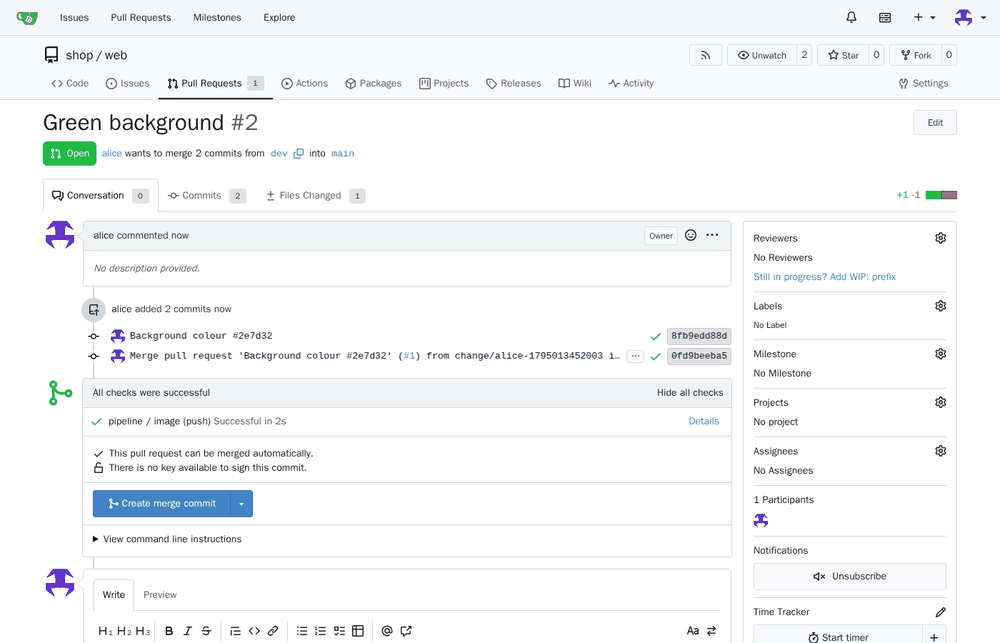 Issues Pull Requests Milestones Explore
shop / web
Unwatch 2 Star 0 Fork 0
Code Issues Pull Requests 1 Actions Packages Projects Releases Wiki Activity Settings
Green background #2
Edit
Open alice wants to merge 2 commits from dev into main
Conversation 0 Commits 2 Files Changed 1 +1 -1
alice commented now Owner
No description provided.
alice added 2 commits now
Background colour #2e7d32 8fb9edd88d
Merge pull request 'Background colour #2e7d32' (#1) from change/alice-1795013452003 i… ... 0fd9beeba5
All checks were successful Hide all checks
pipeline / image (push) Successful in 2s Details
This pull request can be merged automatically.
There is no key available to sign this commit.
Create merge commit
View command line instructions
Write Preview
H1 H2 H3 B I S Aa
Reviewers
No Reviewers
Still in progress? Add WIP: prefix
Labels
No Label
Milestone
No Milestone
Projects
No project
Assignees
No Assignees
1 Participants
Notifications
Unsubscribe
Time Tracker
Start timer